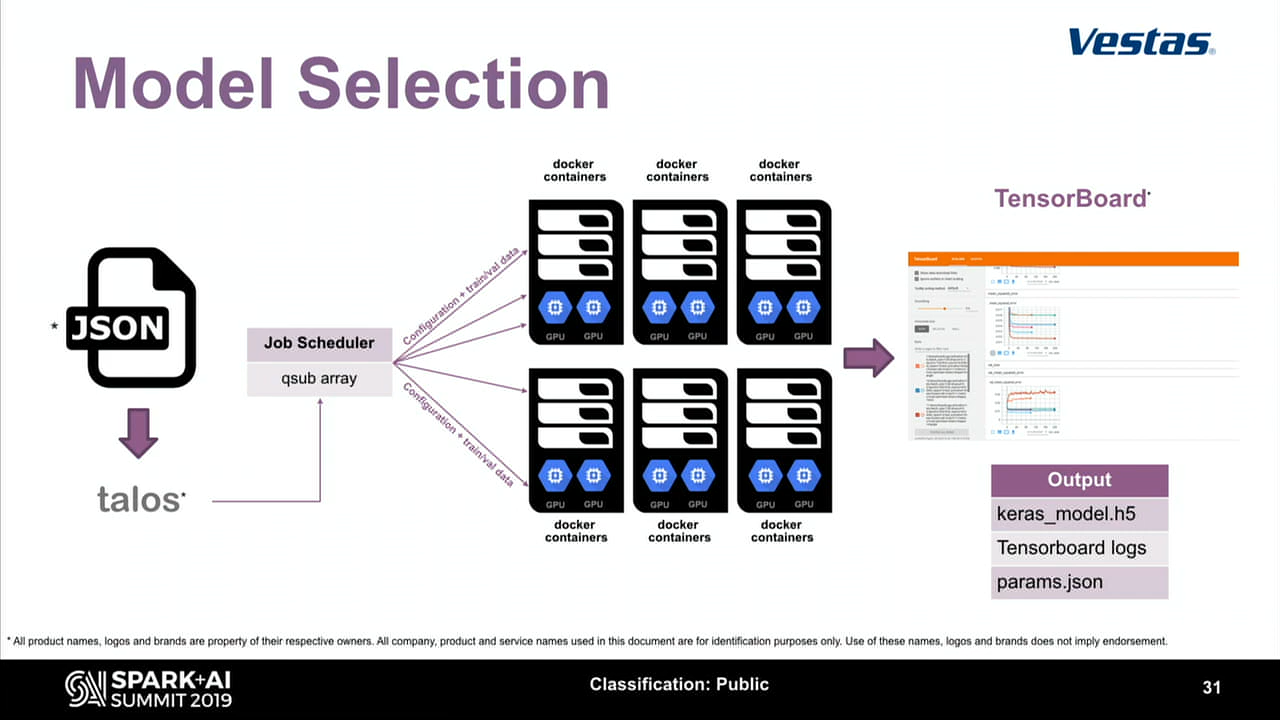 Vestas
Model Selection
docker
containers
docker
containers
docker
containers
TensorBoard*
Configuration + train/val data
* JSON
Job Scheduler
qsub array
GPU GPU
GPU GPU
GPU GPU
TensorBoard
Configuration + train/val data
talos*
GPU GPU
GPU GPU
GPU GPU
docker
containers
docker
containers
docker
containers
Output
keras_model.h5
Tensorboard logs
params.json
* All product names, logos and brands are property of their respective owners. All company, product and service names used in this document are for identification purposes only. Use of these names, logos and brands does not imply endorsement.
SPARK+AI
SUMMIT 2019
Classification: Public
31